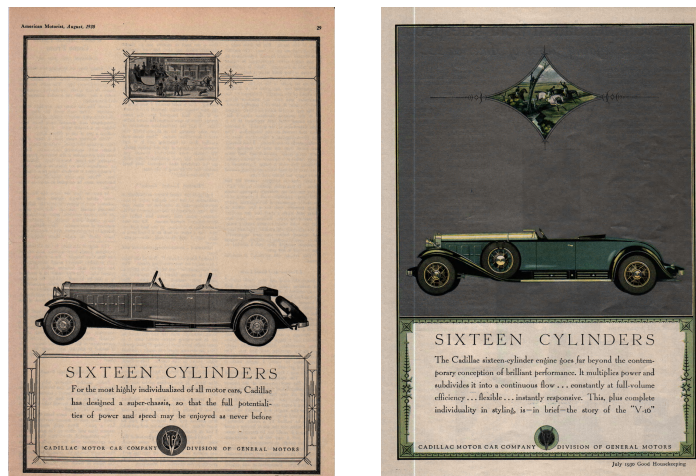 American Motorist, August, 1930
29
SIXTEEN CYLINDERS
For the most highly individualized of all motor cars, Cadillac
has designed a super-chassis, so that the full potentiali-
ties of power and speed may be enjoyed as never before
CADILLAC MOTOR CAR COMPANY DIVISION OF GENERAL MOTORS
SIXTEEN CYLINDERS
The Cadillac sixteen-cylinder engine goes far beyond the contem-
porary conception of brilliant performance. It multiplies power and
subdivides it into a continuous flow . . . constantly at full-volume
efficiency . . . flexible . . . instantly responsive. This, plus complete
individuality in styling, is—in brief—the story of the "V-16"
CADILLAC MOTOR CAR COMPANY DIVISION OF GENERAL MOTORS
July 1930 Good Housekeeping